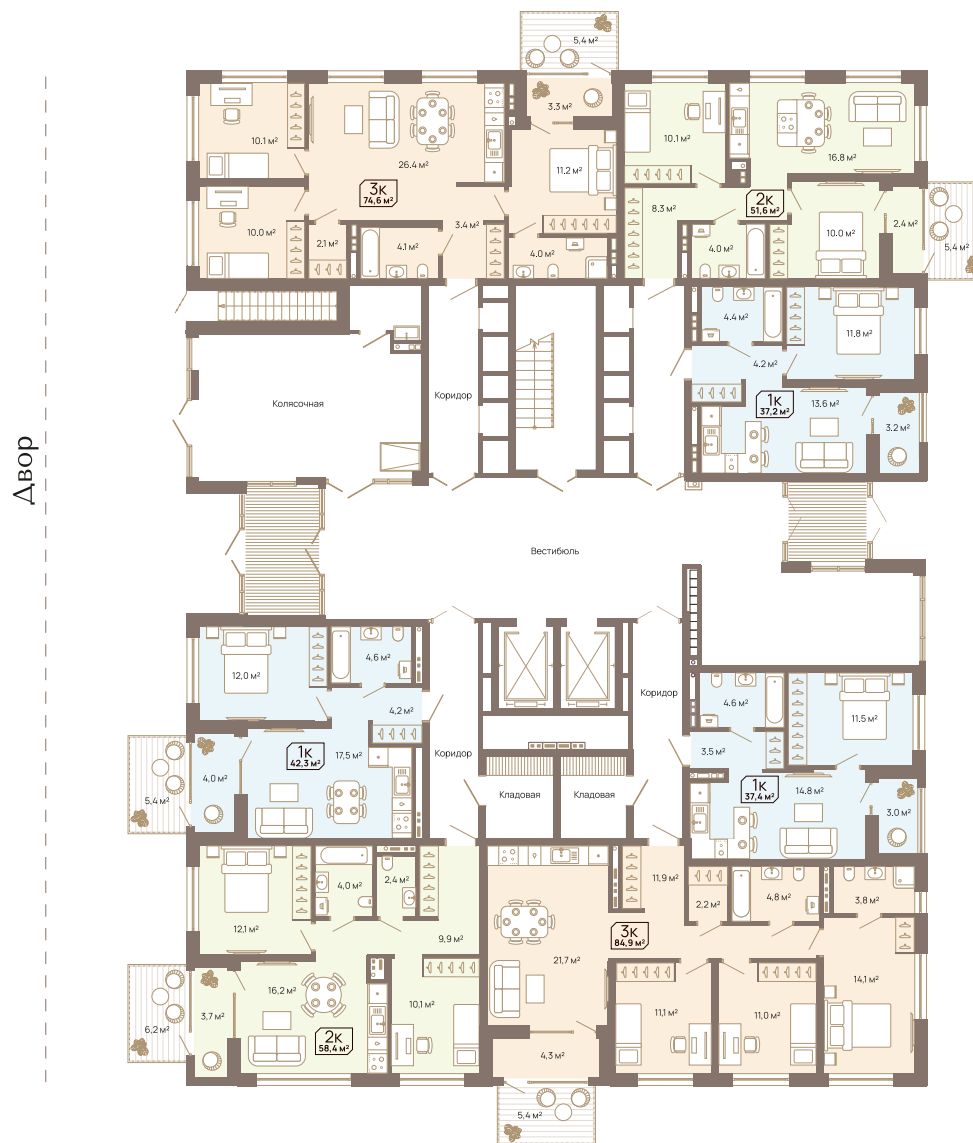 Двор
5,4 м²
3.3 м²
10.1 м²
26.4 м²
11.2 м²
3К
74,6 м²
10.0 м²
2.1 м²
4.1 м²
3.4 м²
4.0 м²
10.1 м²
16.8 м²
2К
51,6 м²
8.3 м²
4.0 м²
10.0 м²
2.4 м²
5.4 м²
4.4 м²
11.8 м²
4.2 м²
1К
37,2 м²
13.6 м²
3.2 м²
Колясочная
Коридор
Вестибюль
12,0 м²
4,6 м²
4,2 м²
1К
42,3 м²
17,5 м²
4,0 м²
5,4 м²
Коридор
Коридор
Кладовая
Кладовая
4.6 м²
11.5 м²
3.5 м²
1К
37,4 м²
14.8 м²
3.0 м²
12,1 м²
4,0 м²
2,4 м²
9,9 м²
16,2 м²
10,1 м²
2К
58,4 м²
3,7 м²
6,2 м²
11,9 м²
2,2 м²
4,8 м²
3,8 м²
3К
84,9 м²
21,7 м²
11,1 м²
11,0 м²
14,1 м²
4,3 м²
5,4 м²